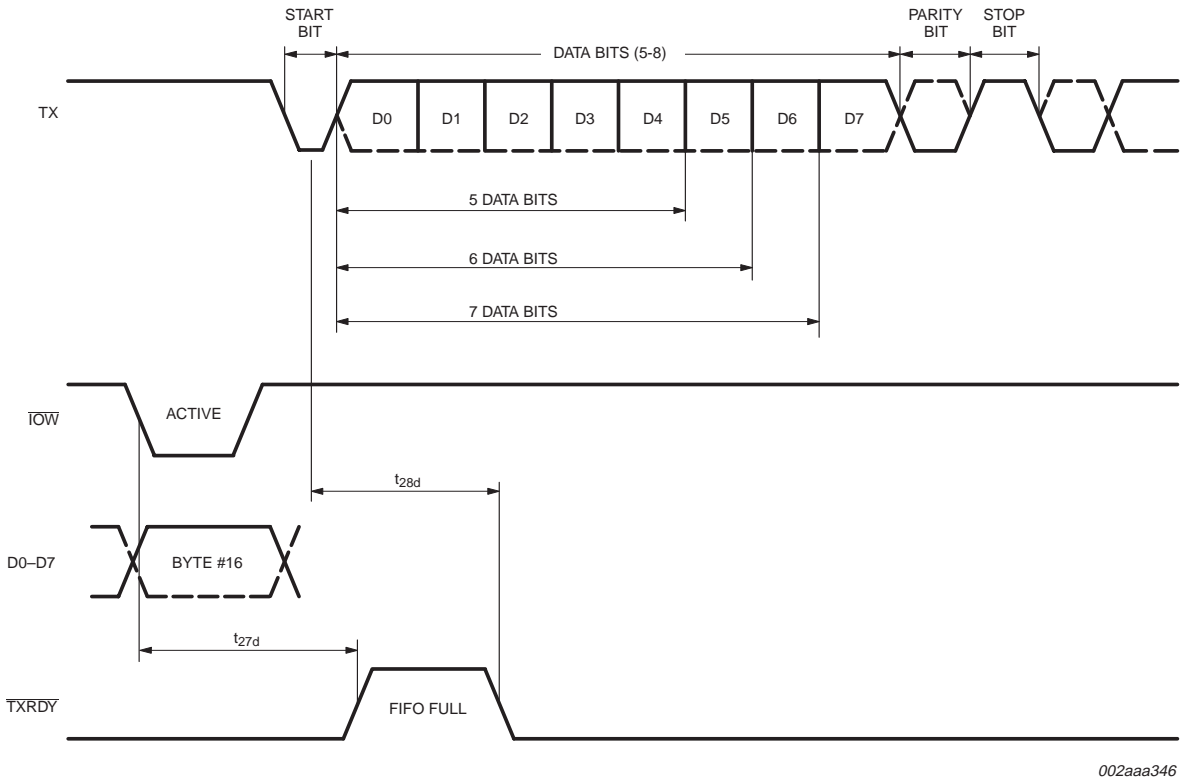 START
BIT
DATA BITS (5-8)
PARITY
BIT
STOP
BIT
TX
D0
D1
D2
D3
D4
D5
D6
D7
5 DATA BITS
6 DATA BITS
7 DATA BITS
IOW
ACTIVE
t28d
D0–D7
BYTE #16
t27d
TXRDY
FIFO FULL
002aaa346